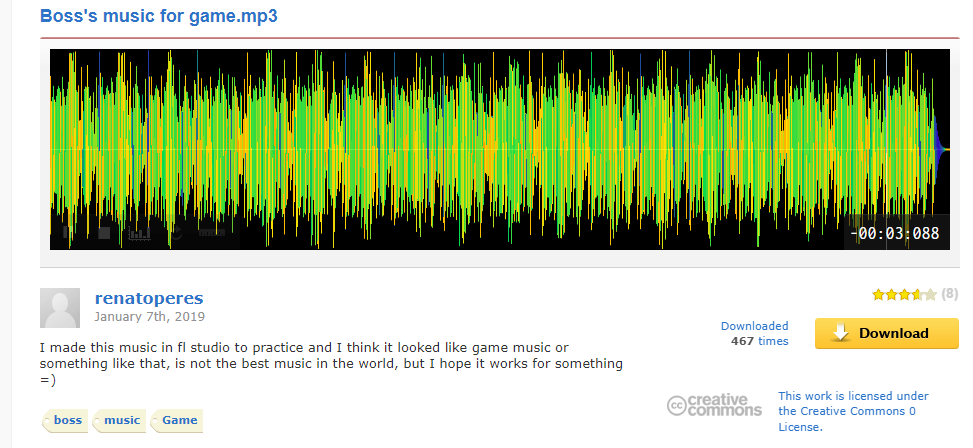 Boss's music for game.mp3
-00:03:088
renatoperes
January 7th, 2019
(8)
Downloaded
467 times
Download
I made this music in fl studio to practice and I think it looked like game music or
something like that, is not the best music in the world, but I hope it works for something
=)
cc creative
commons
This work is licensed under
the Creative Commons 0
License.
boss
music
Game